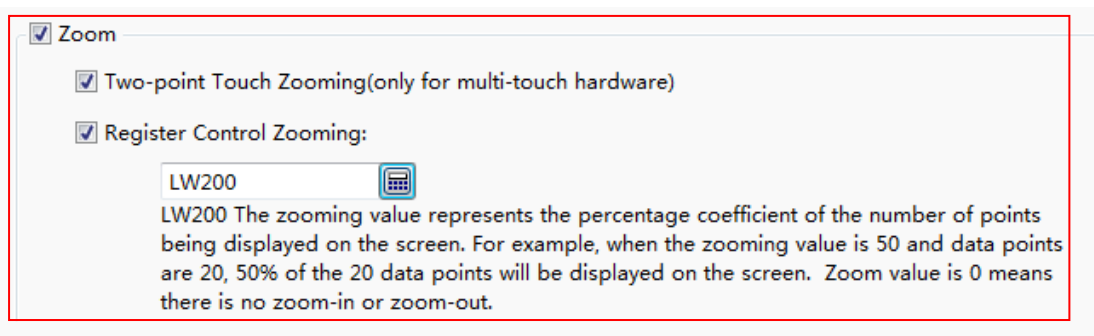 Zoom
Two-point Touch Zooming(only for multi-touch hardware)
Register Control Zooming:
LW200
LW200 The zooming value represents the percentage coefficient of the number of points
being displayed on the screen. For example, when the zooming value is 50 and data points
are 20, 50% of the 20 data points will be displayed on the screen.  Zoom value is 0 means
there is no zoom-in or zoom-out.